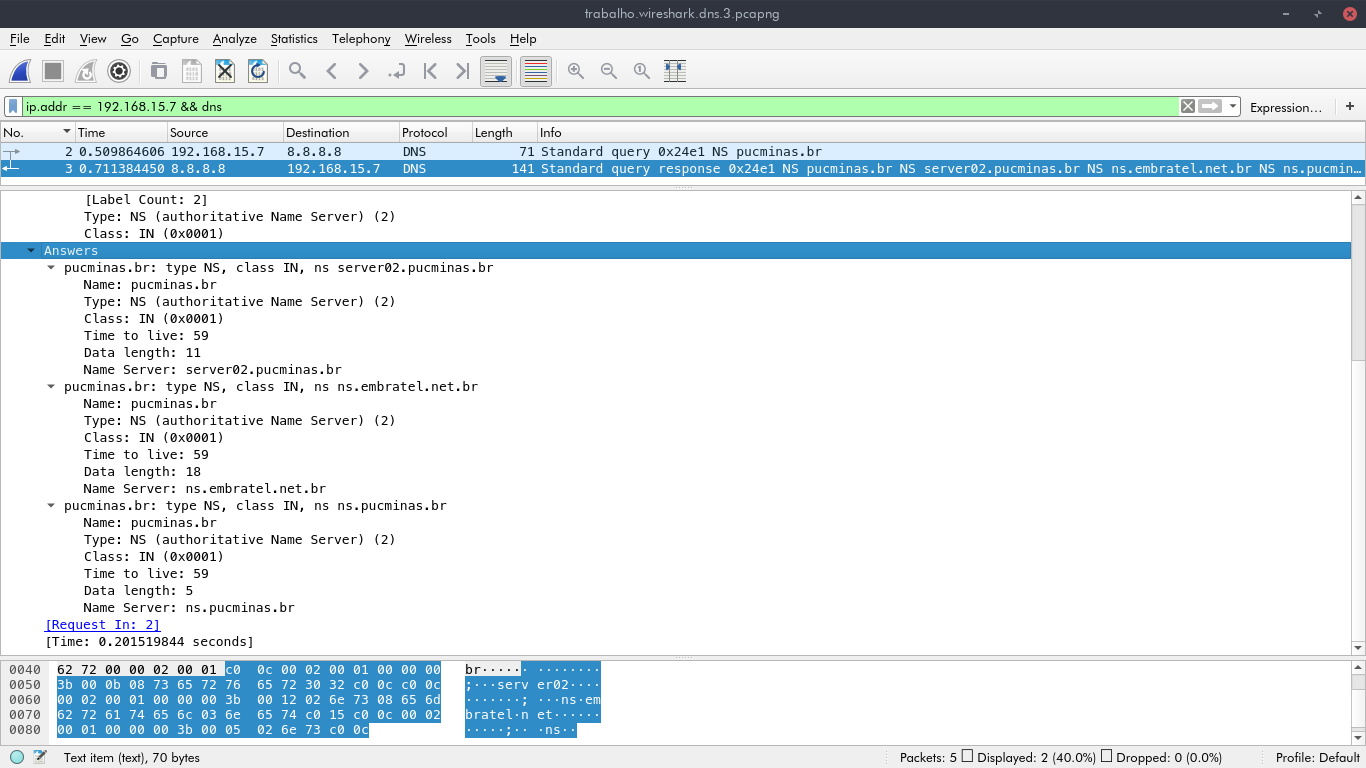 trabalho.wireshark.dns.3.pcapng
File Edit View Go Capture Analyze Statistics Telephony Wireless Tools Help
ip.addr == 192.168.15.7 && dns Expression… +
No. Time Source Destination Protocol Length Info
2 0.509864606 192.168.15.7 8.8.8.8 DNS 71 Standard query 0x24e1 NS pucminas.br
3 0.711384450 8.8.8.8 192.168.15.7 DNS 141 Standard query response 0x24e1 NS pucminas.br NS server02.pucminas.br NS ns.embratel.net.br NS ns.pucmin…
[Label Count: 2]
Type: NS (authoritative Name Server) (2)
Class: IN (0x0001)
Answers
pucminas.br: type NS, class IN, ns server02.pucminas.br
Name: pucminas.br
Type: NS (authoritative Name Server) (2)
Class: IN (0x0001)
Time to live: 59
Data length: 11
Name Server: server02.pucminas.br
pucminas.br: type NS, class IN, ns ns.embratel.net.br
Name: pucminas.br
Type: NS (authoritative Name Server) (2)
Class: IN (0x0001)
Time to live: 59
Data length: 18
Name Server: ns.embratel.net.br
pucminas.br: type NS, class IN, ns ns.pucminas.br
Name: pucminas.br
Type: NS (authoritative Name Server) (2)
Class: IN (0x0001)
Time to live: 59
Data length: 5
Name Server: ns.pucminas.br
[Request In: 2]
[Time: 0.201519844 seconds]
0040 62 72 00 00 02 00 01 c0 0c 00 02 00 01 00 00 00 br······ ········
0050 3b 00 0b 08 73 65 72 76 65 72 30 32 c0 0c c0 0c ;···serv er02····
0060 00 02 00 01 00 00 00 3b 00 12 02 6e 73 08 65 6d ·······; ···ns·em
0070 62 72 61 74 65 6c 03 6e 65 74 c0 15 c0 0c 00 02 bratel·n et······
0080 00 01 00 00 00 3b 00 05 02 6e 73 c0 0c ·····;·· ·ns··
Text item (text), 70 bytes Packets: 5 Displayed: 2 (40.0%) Dropped: 0 (0.0%) Profile: Default